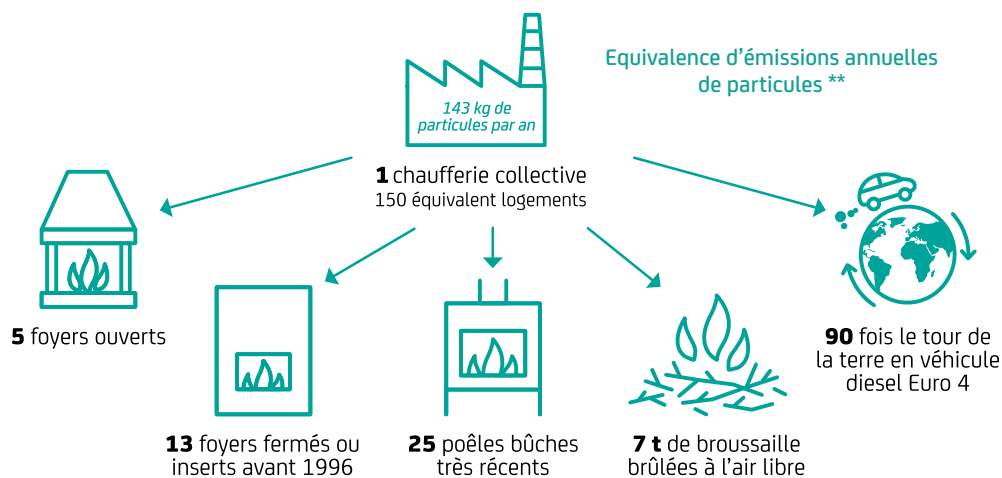 Equivalence d’émissions annuelles
de particules **
143 kg de
particules par an
1 chaufferie collective
150 équivalent logements
5 foyers ouverts
13 foyers fermés ou
inserts avant 1996
25 poêles bûches
très récents
7 t de broussaille
brûlées à l’air libre
90 fois le tour de
la terre en véhicule
diesel Euro 4